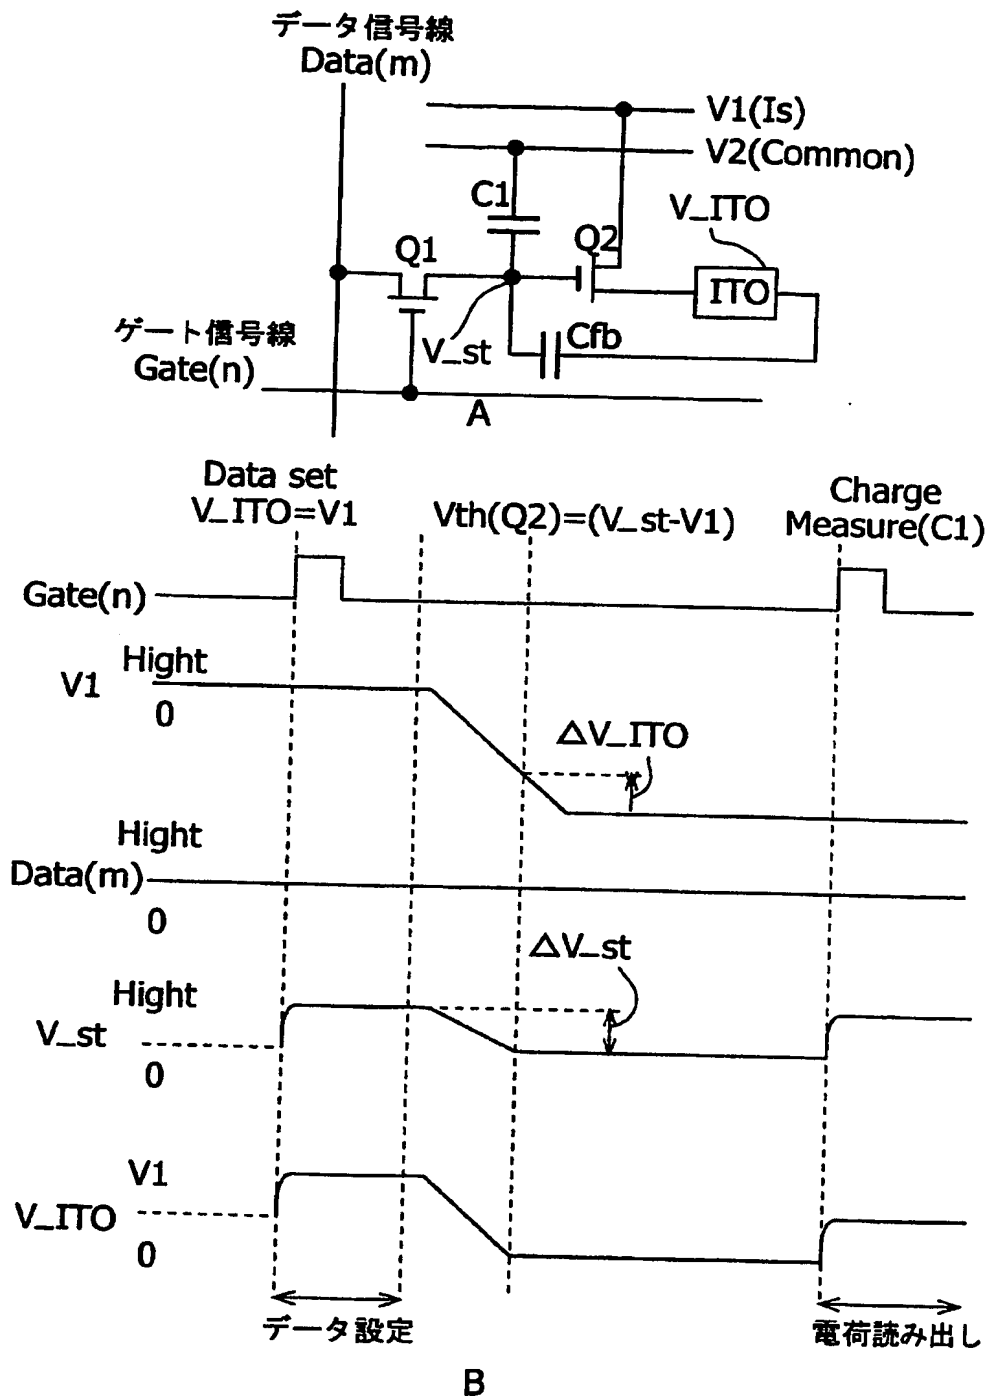 データ信号線
Data(m)
V1(Is)
V2(Common)
C1
V_ITO
Q1
Q2
ITO
ゲート信号線
V_st
Cfb
Gate(n)
A
Data set
V_ITO=V1
Vth(Q2)=(V_st-V1)
Charge
Measure(C1)
Gate(n)
Hight
V1
0
△V_ITO
Hight
Data(m)
0
△V_st
Hight
V_st
0
V1
V_ITO
0
データ設定
電荷読み出し
B